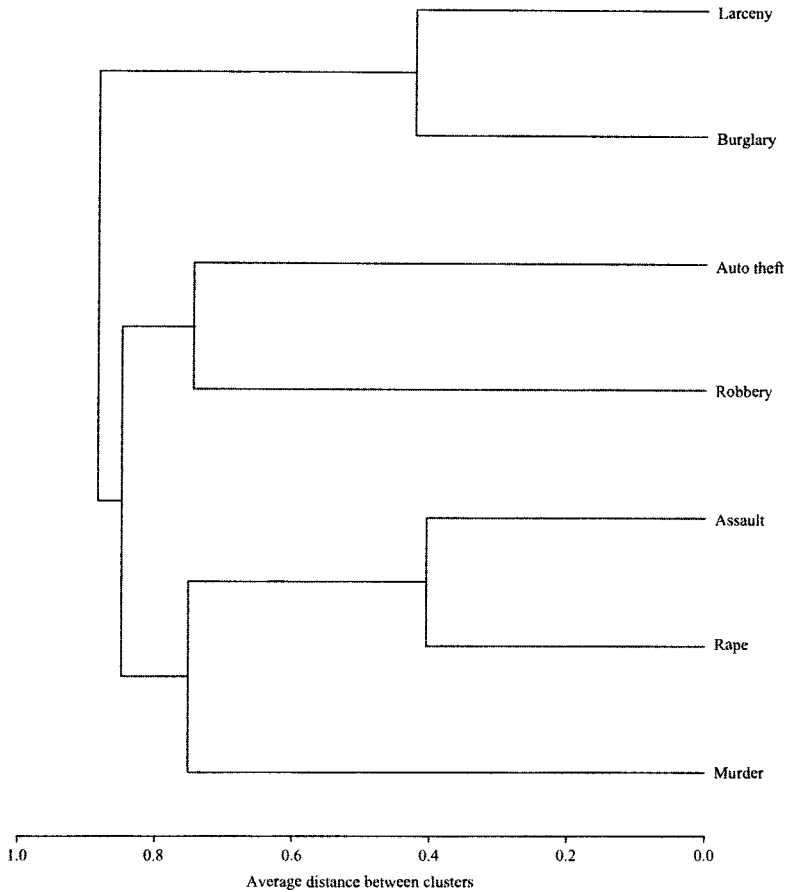 Larceny
Burglary
Auto theft
Robbery
Assault
Rape
Murder
1.0 0.8 0.6 0.4 0.2 0.0
Average distance between clusters